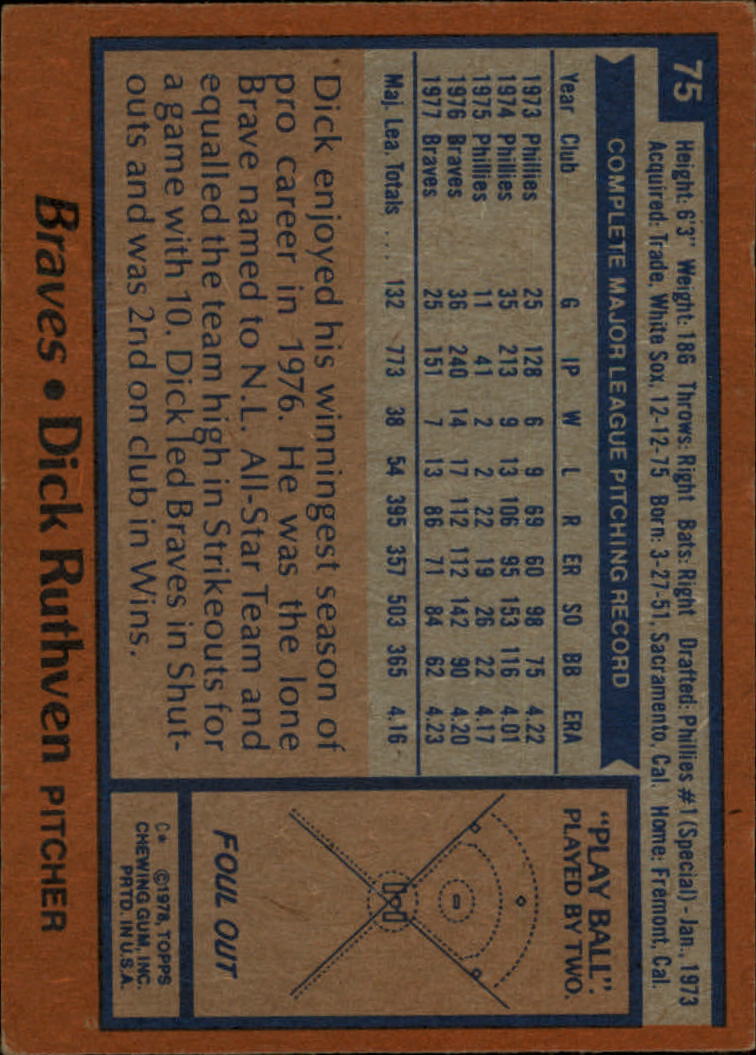 75
Height: 6'3" Weight: 186 Throws: Right Bats: Right Drafted: Phillies #1 (Special) - Jan., 1973
Acquired: Trade, White Sox, 12-12-75 Born: 3-27-51, Sacramento, Cal. Home: Fremont, Cal.
COMPLETE MAJOR LEAGUE PITCHING RECORD
Year Club G IP W L R ER SO BB ERA
1973 Phillies 25 128 6 9 69 60 98 75 4.22
1974 Phillies 35 213 9 13 106 95 153 116 4.01
1975 Phillies 11 41 2 2 22 19 26 22 4.17
1976 Braves 36 240 14 17 112 112 142 90 4.20
1977 Braves 25 151 7 13 86 71 84 62 4.23
Maj. Lea. Totals ... 132 773 38 54 395 357 503 365 4.16
Dick enjoyed his winningest season of
pro career in 1976. He was the lone
Brave named to N.L. All-Star Team and
equalled the team high in Strikeouts for
a game with 10. Dick led Braves in Shut-
outs and was 2nd on club in Wins.
"PLAY BALL".
PLAYED BY TWO.
FOUL OUT
C* ©1978, TOPPS
CHEWING GUM, INC.
PRTD. IN U.S.A.
Braves • Dick Ruthven PITCHER